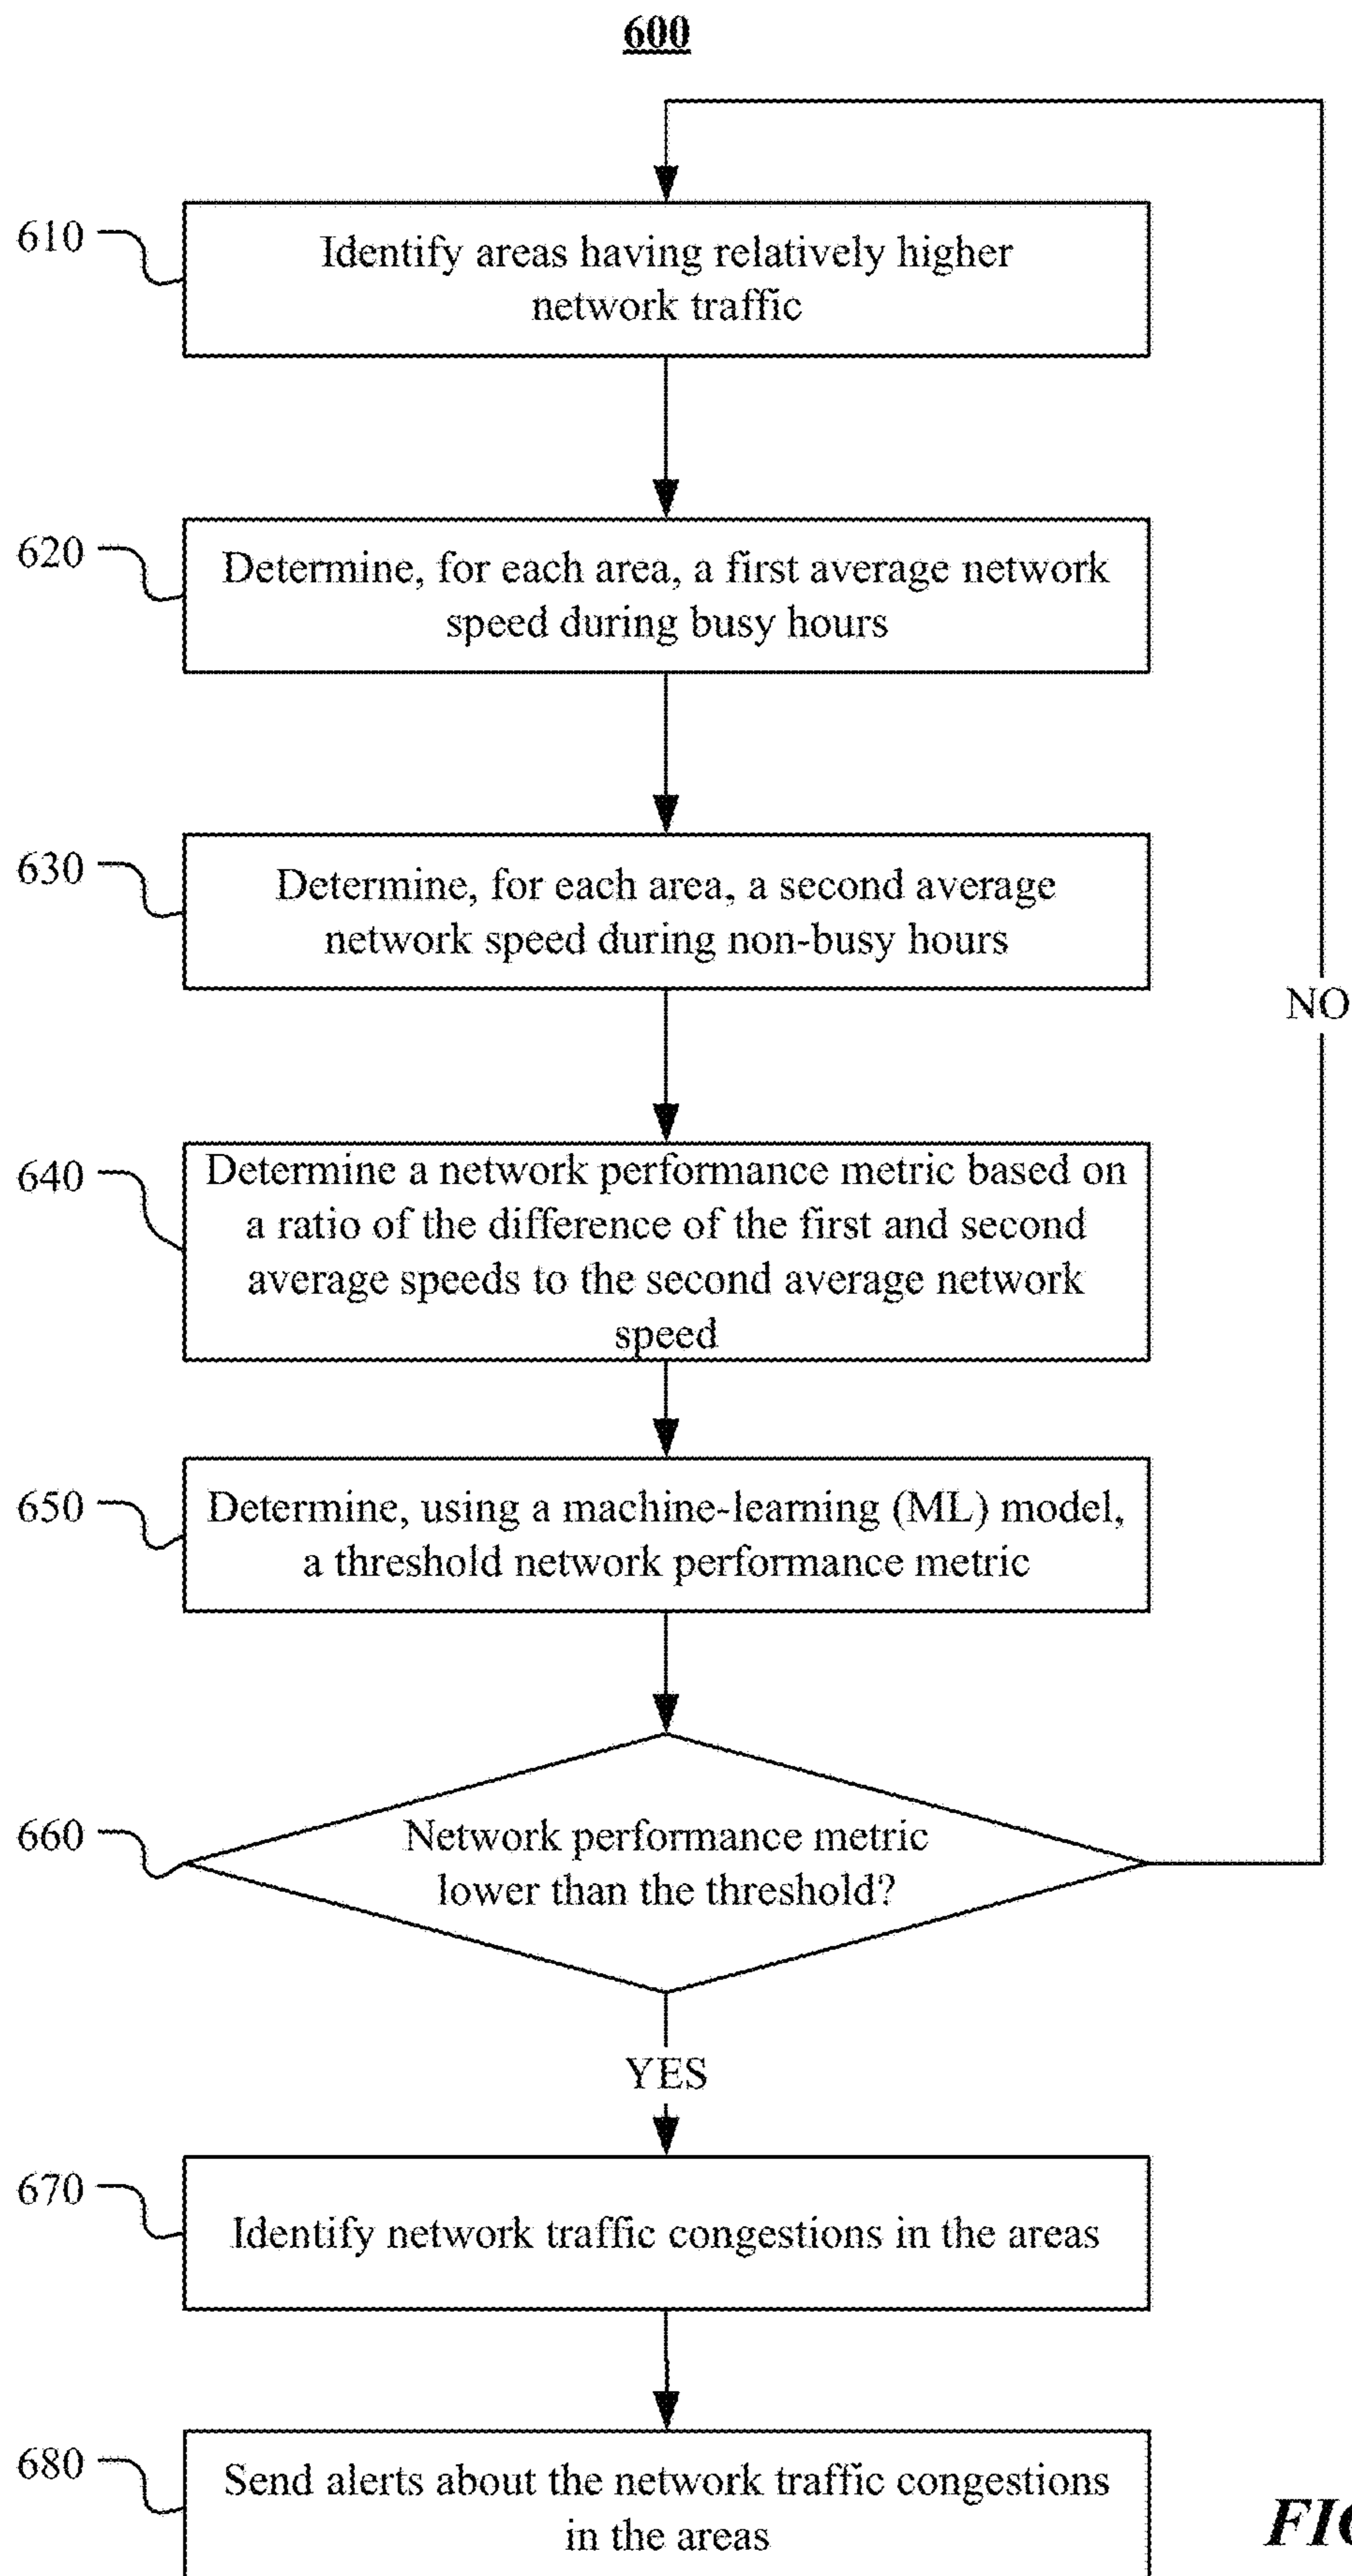 600
610
Identify areas having relatively higher
network traffic
620
Determine, for each area, a first average network
speed during busy hours
630
Determine, for each area, a second average
network speed during non-busy hours
NO
640
Determine a network performance metric based on
a ratio of the difference of the first and second
average speeds to the second average network
speed
650
Determine, using a machine-learning (ML) model,
a threshold network performance metric
660
Network performance metric
lower than the threshold?
YES
670
Identify network traffic congestions in the areas
680
Send alerts about the network traffic congestions
in the areas